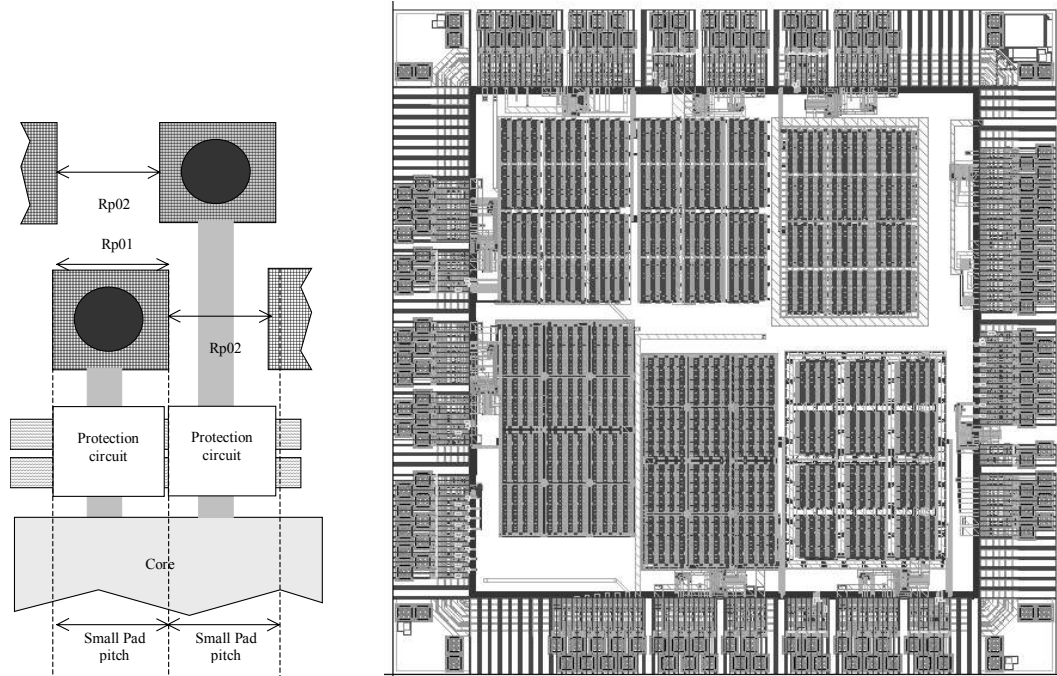 Rp02
Rp01
Rp02
Protection
circuit
Protection
circuit
Core
Small Pad
pitch
Small Pad
pitch